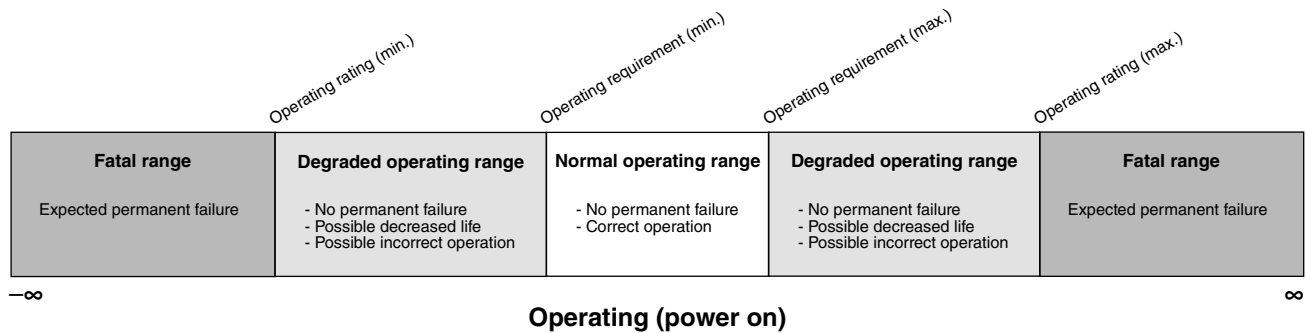 Operating rating (min.)
Operating requirement (min.)
Operating requirement (max.)
Operating rating (max.)
Fatal range
Expected permanent failure
Degraded operating range
- No permanent failure
- Possible decreased life
- Possible incorrect operation
Normal operating range
- No permanent failure
- Correct operation
Degraded operating range
- No permanent failure
- Possible decreased life
- Possible incorrect operation
Fatal range
Expected permanent failure
–∞
∞
Operating (power on)